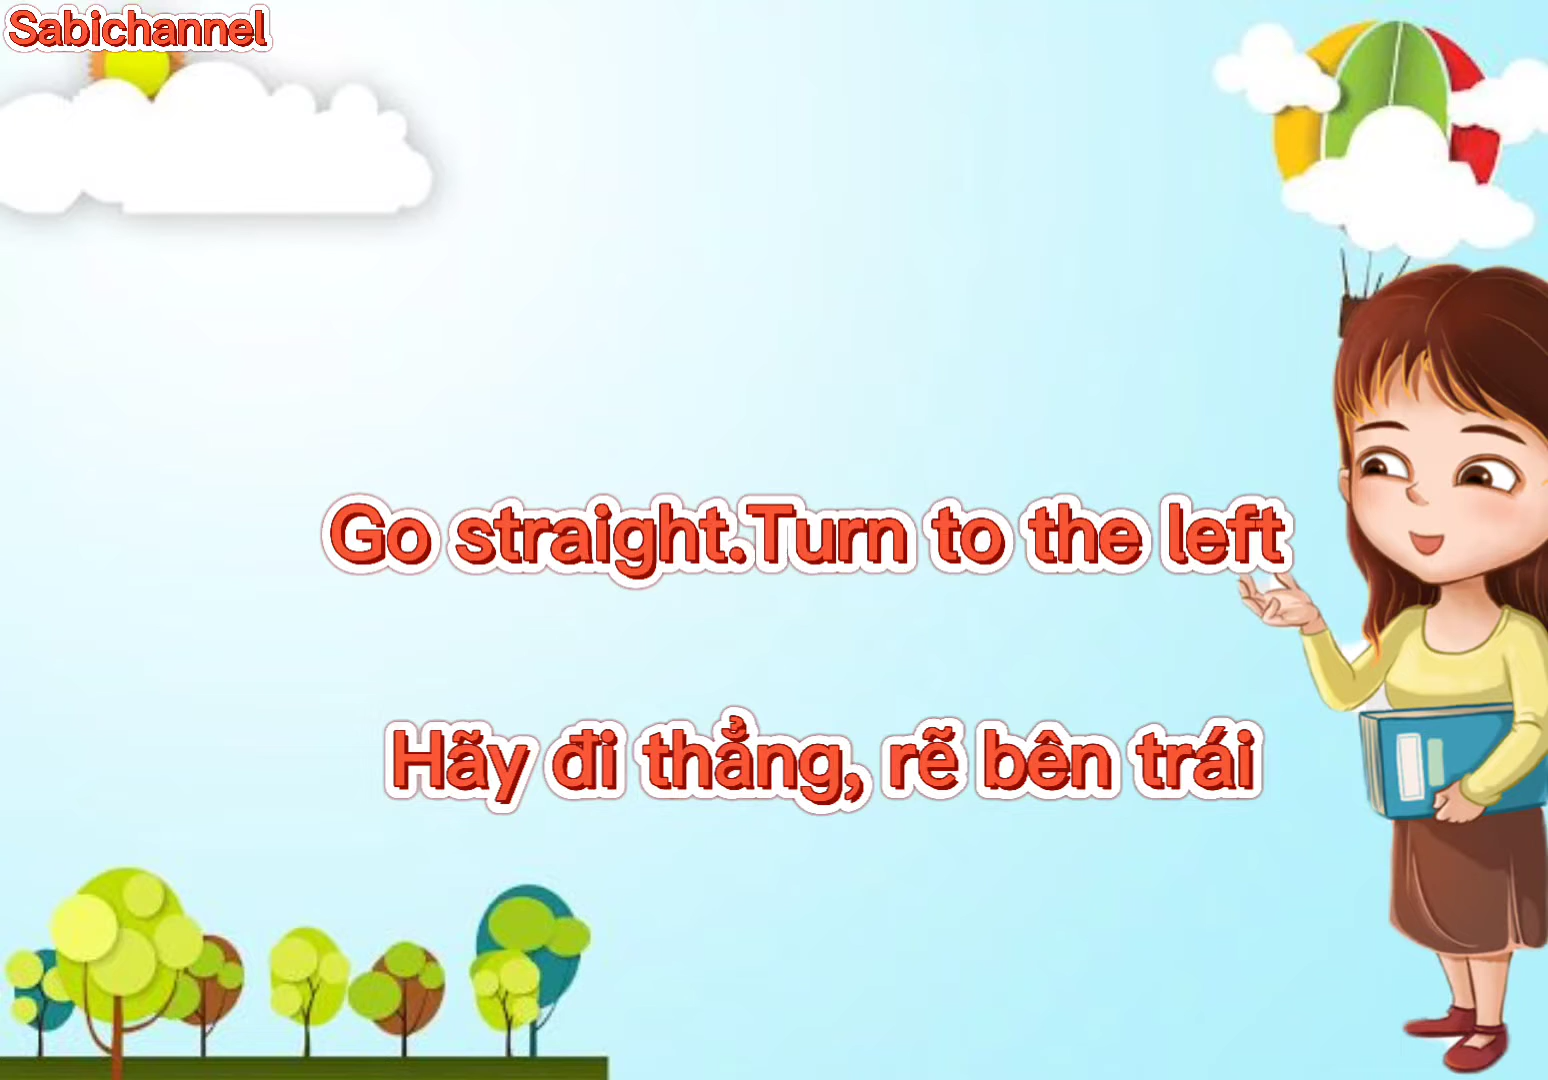 Sabichannel
Go straight.Turn to the left
Hãy đi thẳng, rẽ bên trái